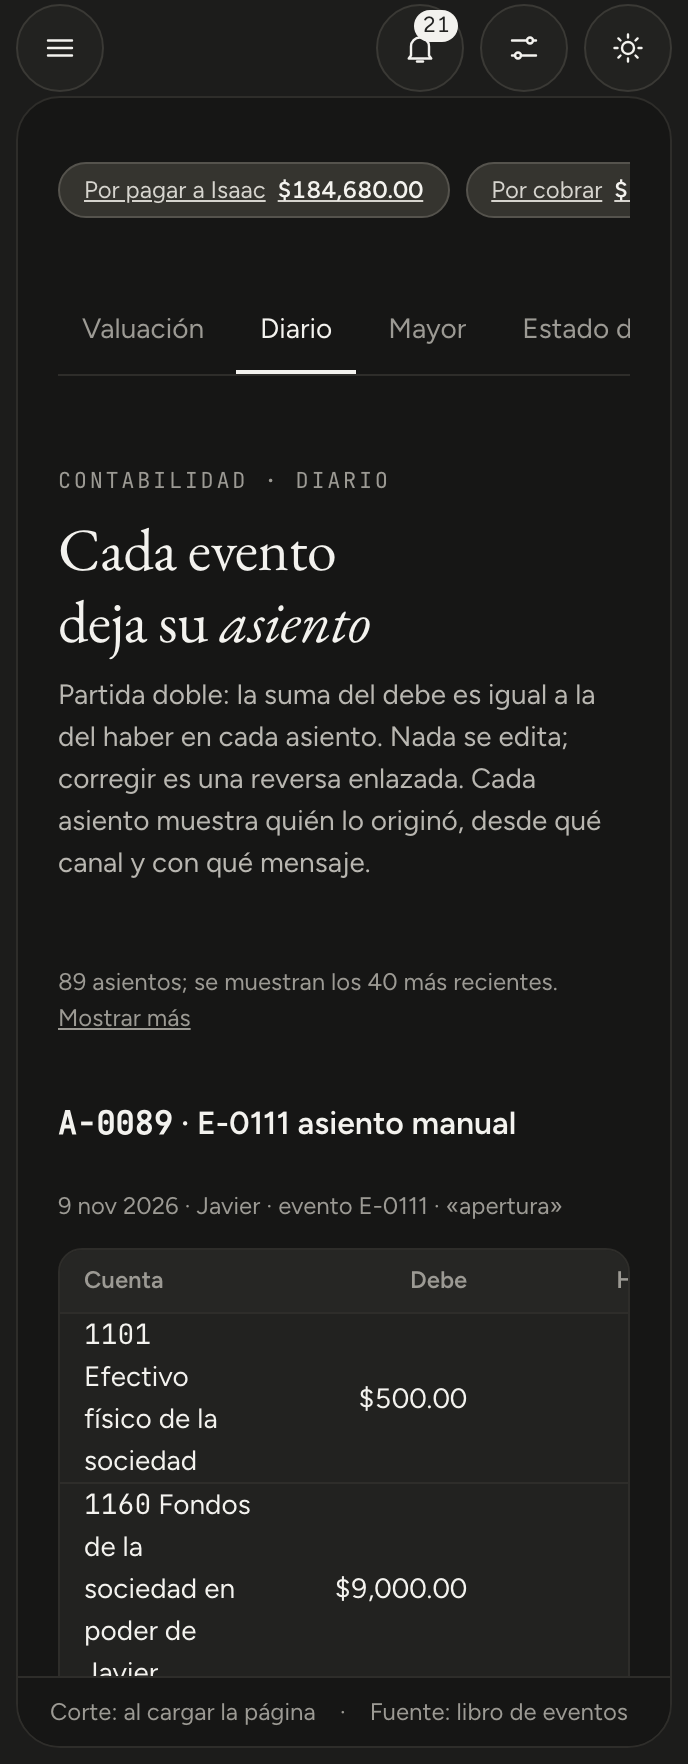 21
Por pagar a Isaac $184,680.00 Por cobrar $
Valuación Diario Mayor Estado d
CONTABILIDAD · DIARIO
Cada evento
deja su asiento
Partida doble: la suma del debe es igual a la
del haber en cada asiento. Nada se edita;
corregir es una reversa enlazada. Cada
asiento muestra quién lo originó, desde qué
canal y con qué mensaje.
89 asientos; se muestran los 40 más recientes.
Mostrar más
A-0089 · E-0111 asiento manual
9 nov 2026 · Javier · evento E-0111 · «apertura»
Cuenta Debe H
1101
Efectivo
físico de la
sociedad
$500.00
1160 Fondos
de la
sociedad en
poder de
Javier
$9,000.00
Corte: al cargar la página · Fuente: libro de eventos